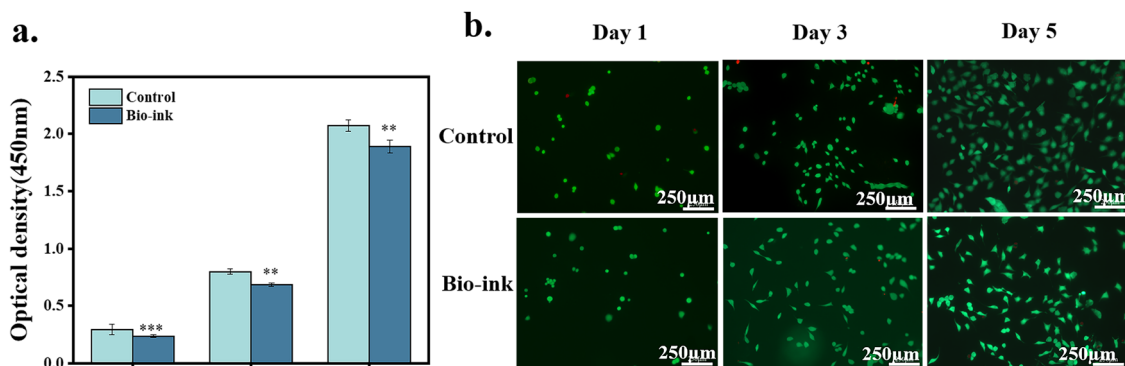 a.
Optical density(450nm)
2.5
2.0
1.5
1.0
0.5
0.0
Control
Bio-ink
***
**
**
b.
Day 1
Day 3
Day 5
Control
250μm
250μm
250μm
Bio-ink
250μm
250μm
250μm